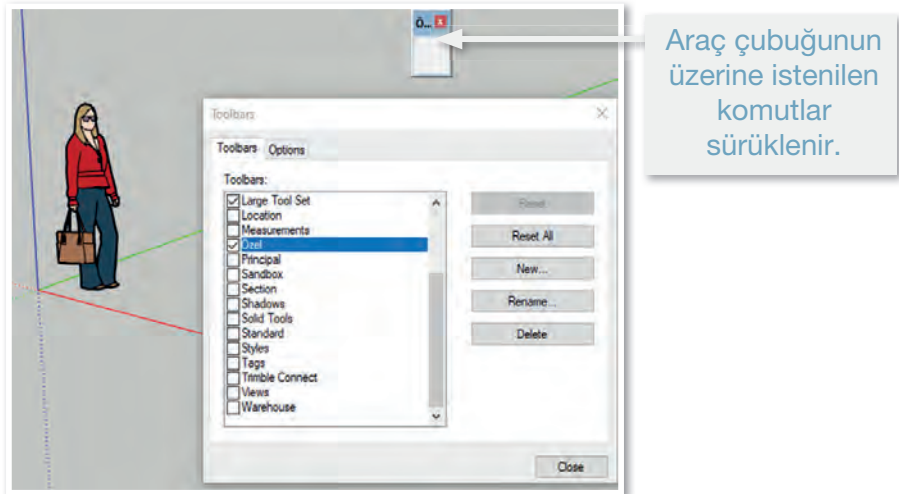 Ö...
Araç çubuğunun
üzerine istenilen
komutlar
sürüklenir.
Toolbars
Toolbars Options
Toolbars:
Large Tool Set
Location
Measurements
Özel
Principal
Sandbox
Section
Shadows
Solid Tools
Standard
Styles
Tags
Trimble Connect
Views
Warehouse
Reset
Reset All
New...
Rename...
Delete
Close